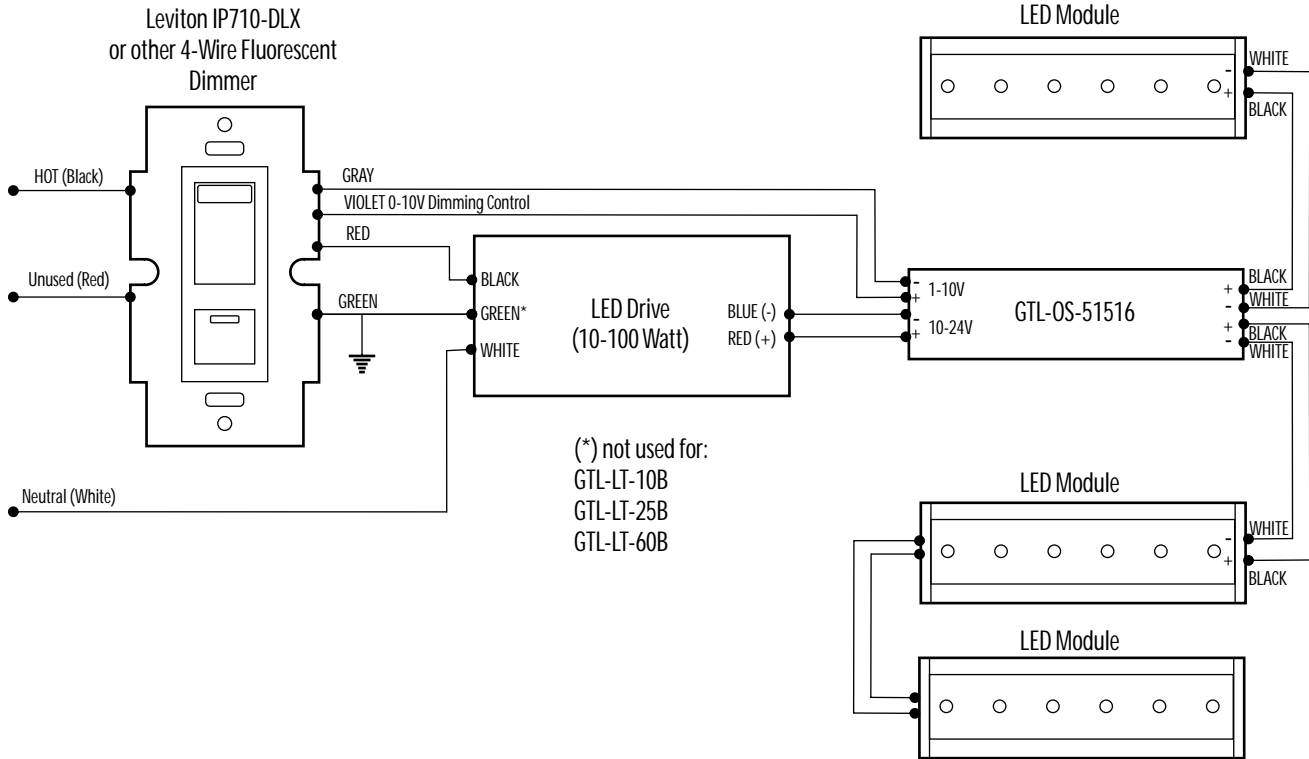 Leviton IP710-DLX
or other 4-Wire Fluorescent
Dimmer
HOT (Black)
Unused (Red)
Neutral (White)
GRAY
VIOLET 0-10V Dimming Control
RED
GREEN
BLACK
GREEN*
WHITE
LED Drive
(10-100 Watt)
BLUE (-)
RED (+)
(*) not used for:
GTL-LT-10B
GTL-LT-25B
GTL-LT-60B
LED Module
-
+
WHITE
BLACK
-
+
1-10V
-
+
10-24V
GTL-OS-51516
+
-
+
-
BLACK
WHITE
BLACK
WHITE
LED Module
-
+
WHITE
BLACK
LED Module